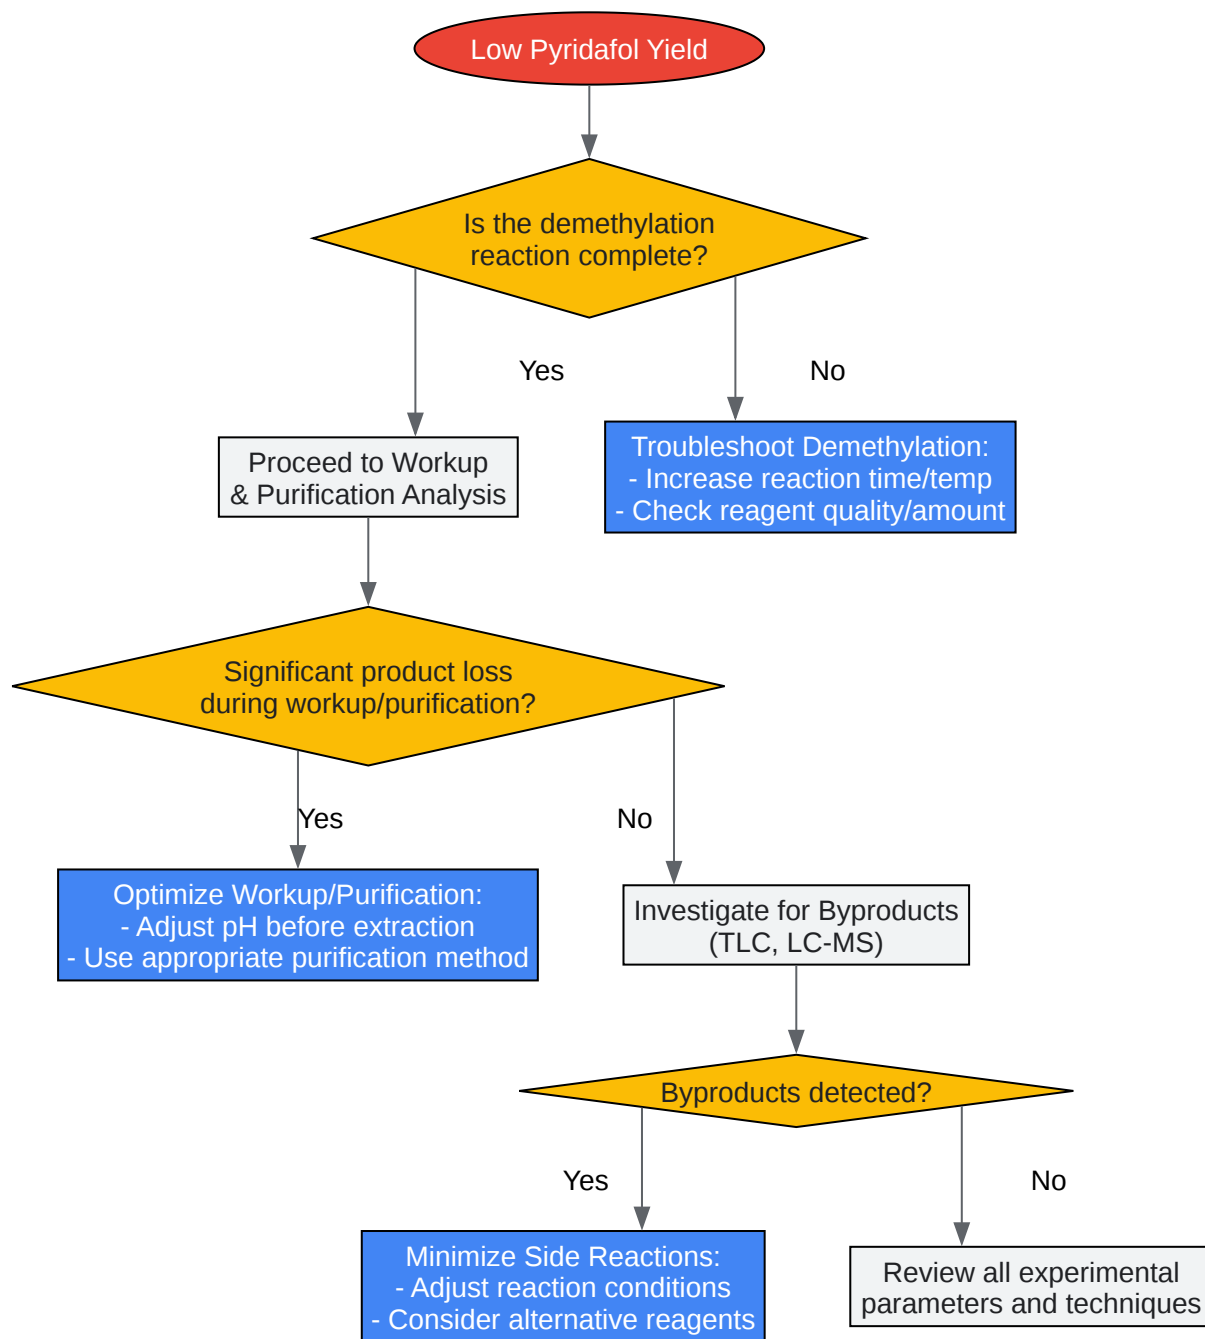 Low Pyridafol Yield
Is the demethylation
reaction complete?
Yes
No
Proceed to Workup
& Purification Analysis
Troubleshoot Demethylation:
- Increase reaction time/temp
- Check reagent quality/amount
Significant product loss
during workup/purification?
Yes
No
Optimize Workup/Purification:
- Adjust pH before extraction
- Use appropriate purification method
Investigate for Byproducts
(TLC, LC-MS)
Byproducts detected?
Yes
No
Minimize Side Reactions:
- Adjust reaction conditions
- Consider alternative reagents
Review all experimental
parameters and techniques